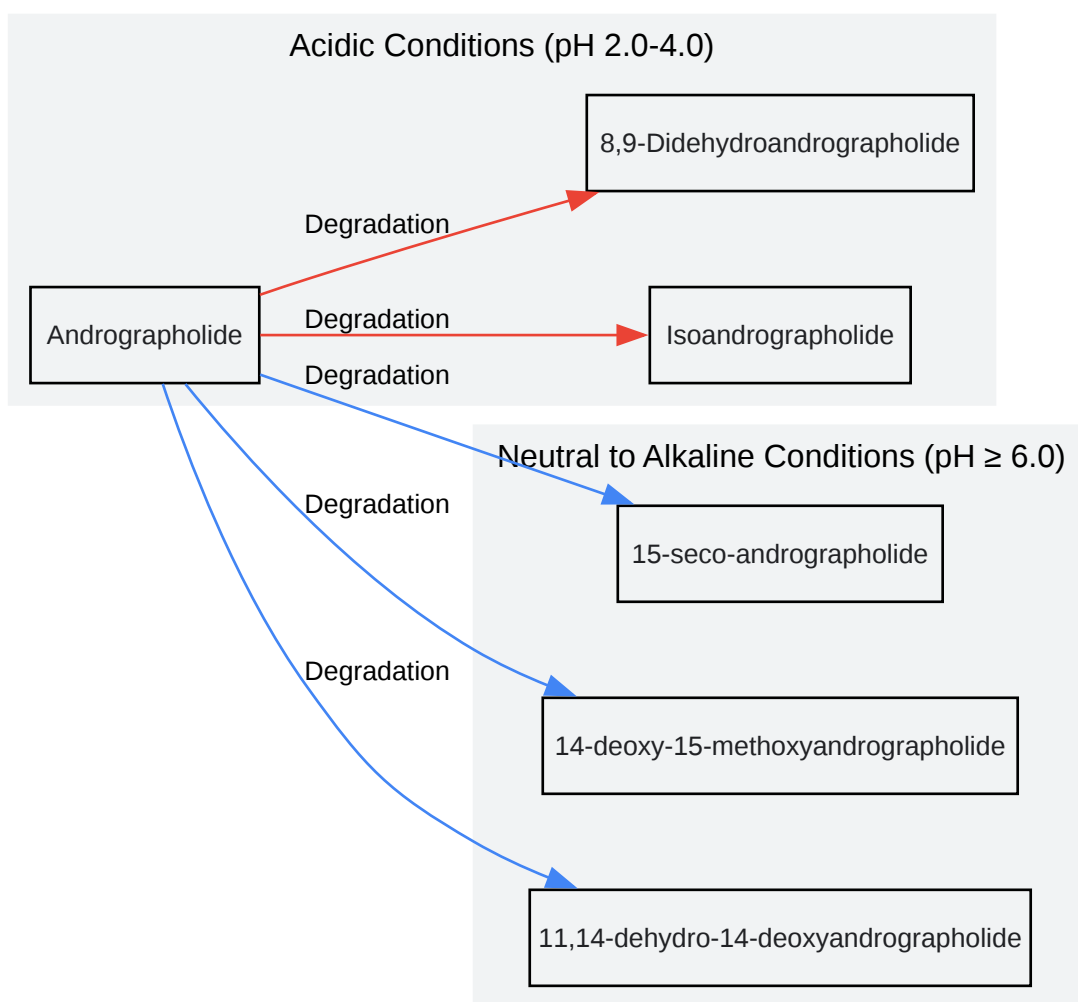 Acidic Conditions (pH 2.0-4.0)
8,9-Didehydroandrographolide
Degradation
Andrographolide
Degradation
Isoandrographolide
Degradation
Neutral to Alkaline Conditions (pH ≥ 6.0)
Degradation
15-seco-andrographolide
Degradation
14-deoxy-15-methoxyandrographolide
11,14-dehydro-14-deoxyandrographolide